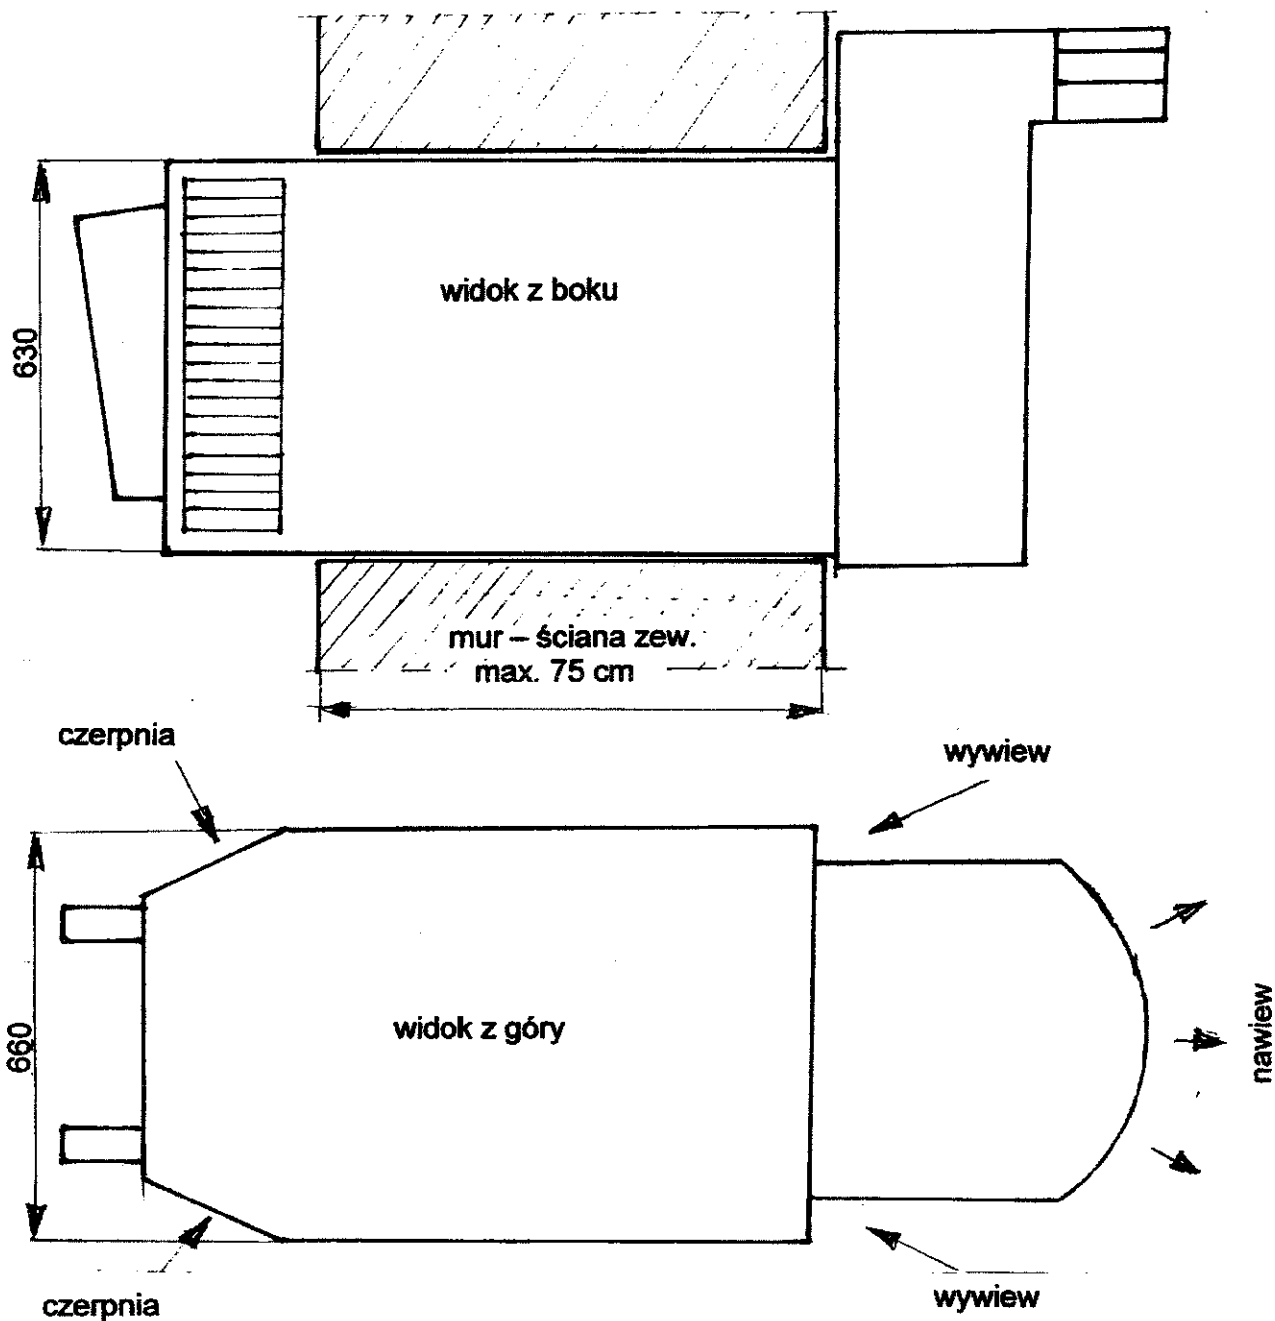 widok z boku
630
mur – ściana zew.
max. 75 cm
czerpnia
wywiew
widok z góry
660
nawiew
czerpnia
wywiew